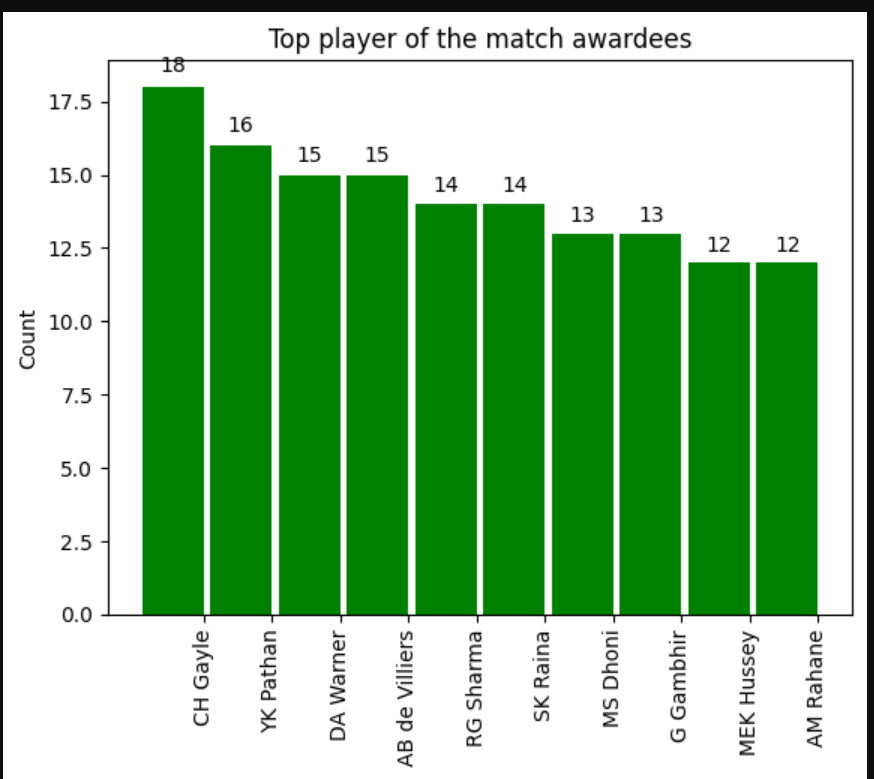 Top player of the match awardees
18
16
15
15
14
14
13
13
12
12
17.5
15.0
12.5
10.0
7.5
5.0
2.5
0.0
Count
CH Gayle
YK Pathan
DA Warner
AB de Villiers
RG Sharma
SK Raina
MS Dhoni
G Gambhir
MEK Hussey
AM Rahane